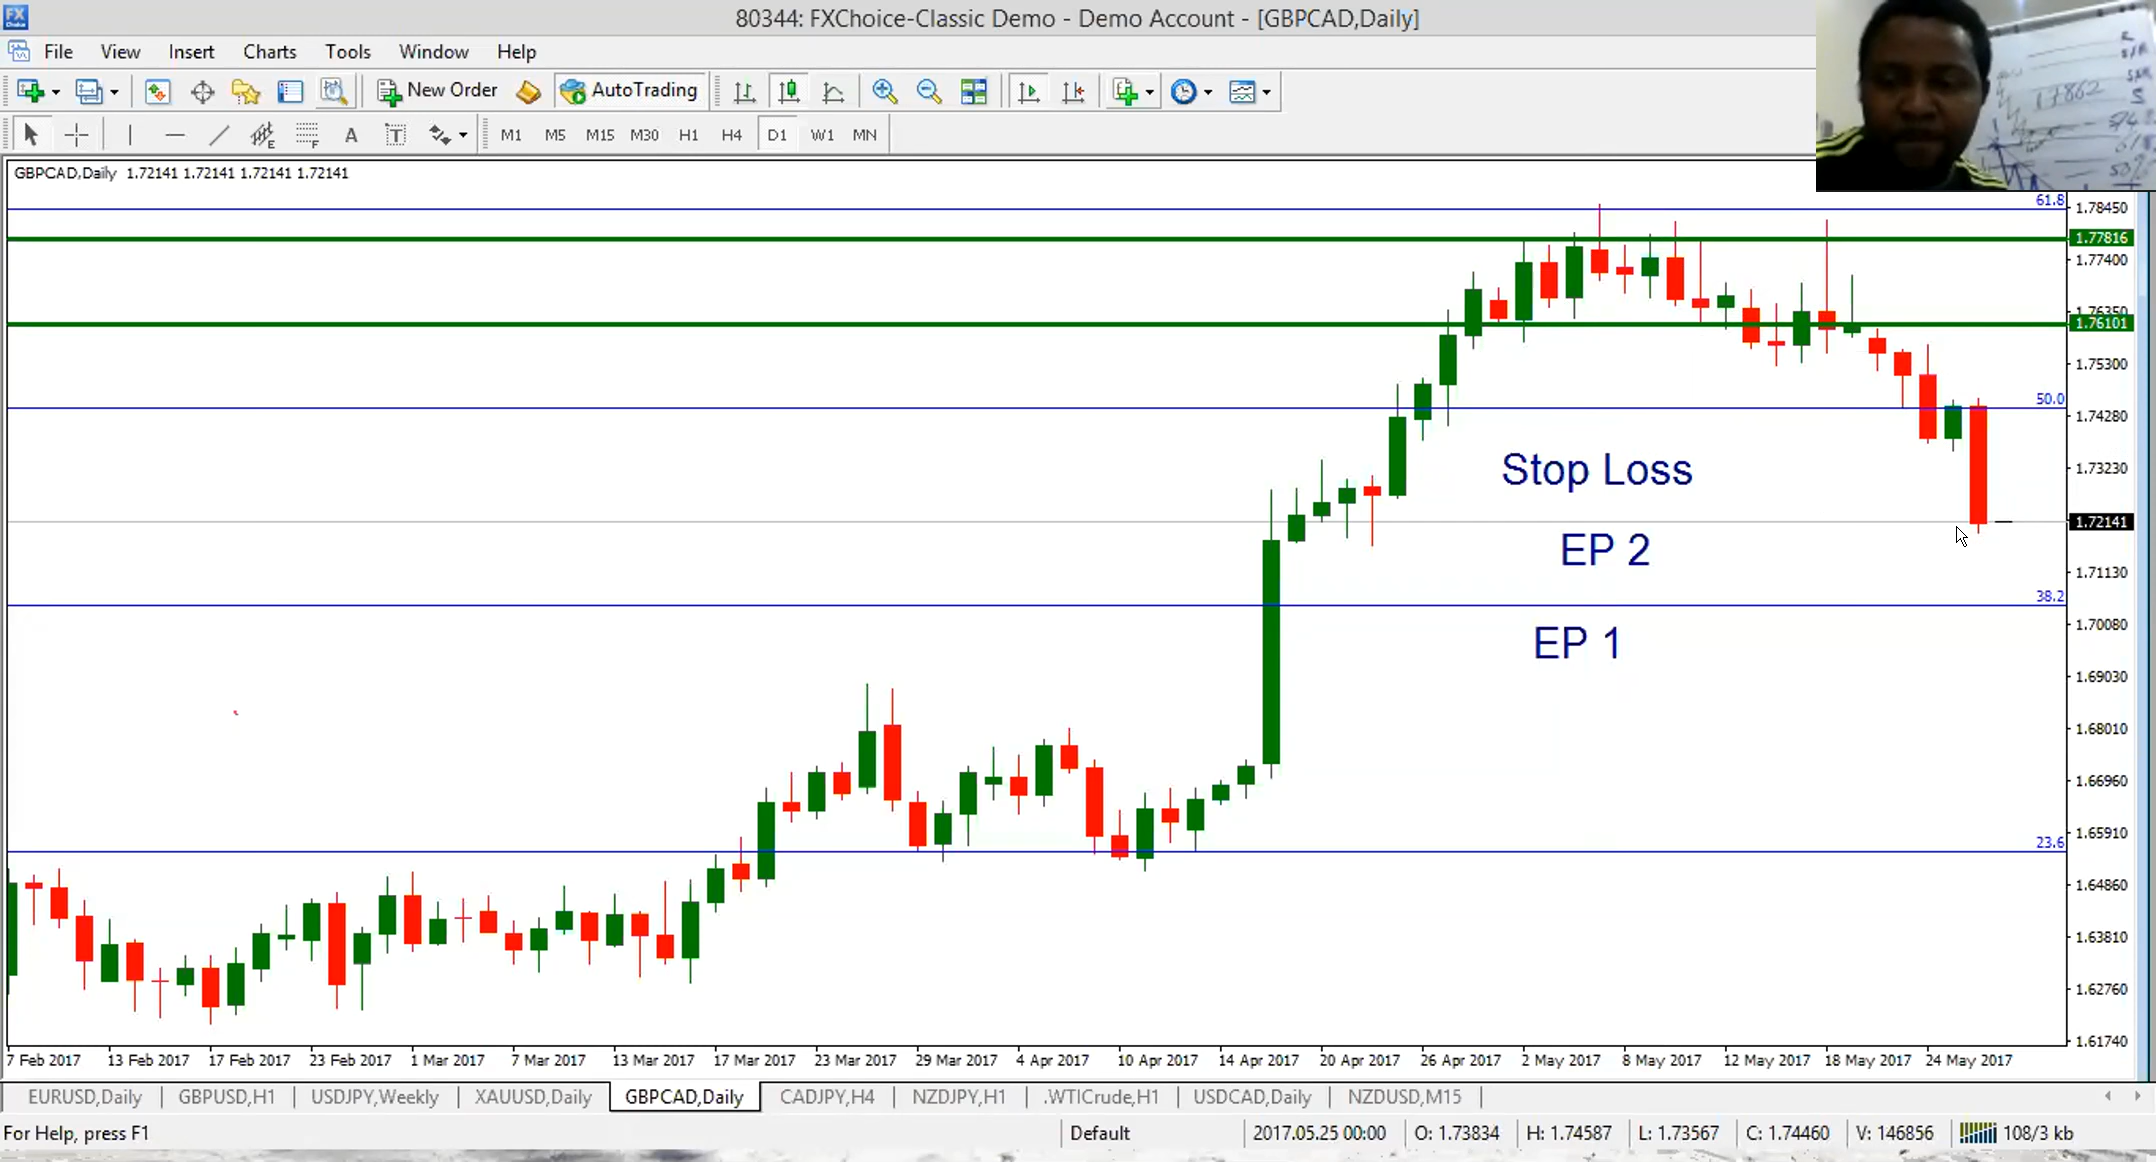 80344: FXChoice-Classic Demo - Demo Account - [GBPCAD,Daily]
File View Insert Charts Tools Window Help
New Order AutoTrading
A T M1 M5 M15 M30 H1 H4 D1 W1 MN
17862
GBPCAD,Daily 1.72141 1.72141 1.72141 1.72141
61.8 1.78450
1.77816
1.77400
1.76350
1.76101
1.75300
50.0
1.74280
Stop Loss
1.73230
1.72141
EP 2
1.71130
38.2
1.70080
EP 1
1.69030
1.68010
1.66960
1.65910
23.6
1.64860
1.63810
1.62760
1.61740
7 Feb 2017 13 Feb 2017 17 Feb 2017 23 Feb 2017 1 Mar 2017 7 Mar 2017 13 Mar 2017 17 Mar 2017 23 Mar 2017 29 Mar 2017 4 Apr 2017 10 Apr 2017 14 Apr 2017 20 Apr 2017 26 Apr 2017 2 May 2017 8 May 2017 12 May 2017 18 May 2017 24 May 2017
EURUSD,Daily GBPUSD,H1 USDJPY,Weekly XAUUSD,Daily GBPCAD,Daily CADJPY,H4 NZDJPY,H1 .WTICrude,H1 USDCAD,Daily NZDUSD,M15
For Help, press F1 Default 2017.05.25 00:00 O: 1.73834 H: 1.74587 L: 1.73567 C: 1.74460 V: 146856 108/3 kb